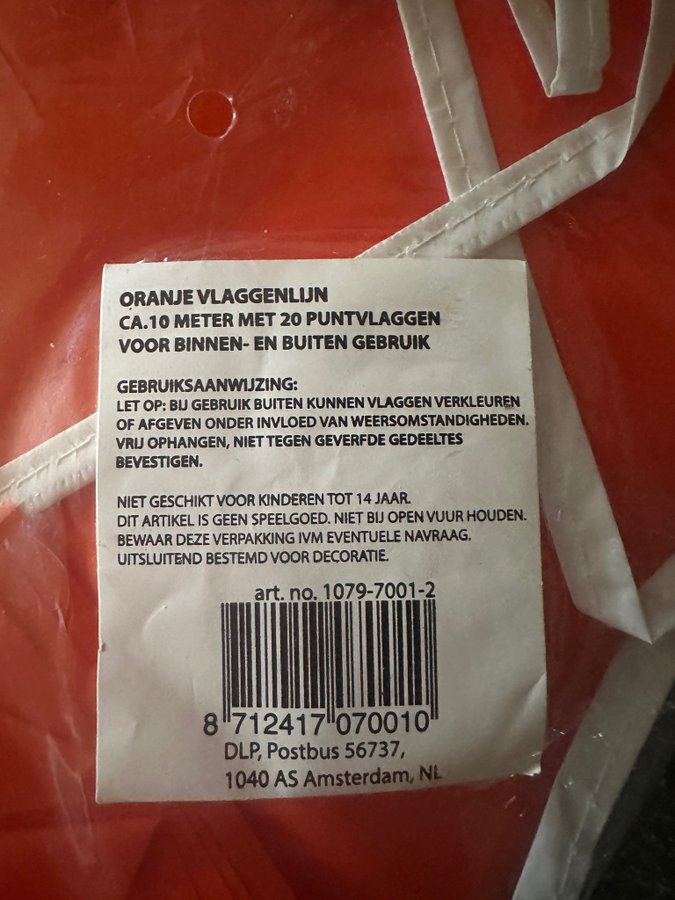 ORANJE VLAGGENLIJN
CA.10 METER MET 20 PUNTVLAGGEN
VOOR BINNEN- EN BUITEN GEBRUIK
GEBRUIKSAANWIJZING:
LET OP: BIJ GEBRUIK BUITEN KUNNEN VLAGGEN VERKLEUREN
OF AFGEVEN ONDER INVLOED VAN WEERSOMSTANDIGHEDEN.
VRIJ OPHANGEN, NIET TEGEN GEVERFDE GEDEELTES
BEVESTIGEN.
NIET GESCHIKT VOOR KINDEREN TOT 14 JAAR.
DIT ARTIKEL IS GEEN SPEELGOED. NIET BIJ OPEN VUUR HOUDEN.
BEWAAR DEZE VERPAKKING IVM EVENTUELE NAVRAAG.
UITSLUITEND BESTEMD VOOR DECORATIE.
art. no. 1079-7001-2
8 712417 070010
DLP, Postbus 56737,
1040 AS Amsterdam, NL